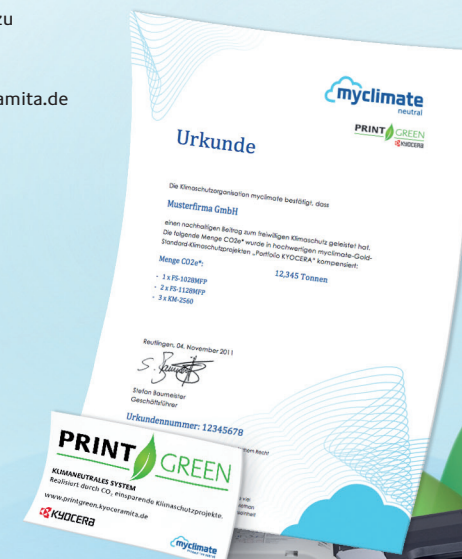 zu
amita.de
myclimate
neutral
PRINT GREEN
KYOCERA
Urkunde
Die Klimaschutzorganisation myclimate bestätigt, dass
Musterfirma GmbH
einen nachhaltigen Beitrag zum freiwilligen Klimaschutz geleistet hat.
Die folgende Menge CO2e* wurde in hochwertigen myclimate-Gold-
Standard-Klimaschutzprojekten „Portfolio KYOCERA" kompensiert:
Menge CO2e*: 12,345 Tonnen
- 1 x FS-1028MFP
- 2 x FS-1128MFP
- 3 x KM-2560
Reutlingen, 04. November 2011
Stefan Baumeister
Geschäftsführer
Urkundennummer: 12345678
Recht
PRINT GREEN
KLIMANEUTRALES SYSTEM
Realisiert durch CO₂ einsparende Klimaschutzprojekte.
www.printgreen.kyoceramita.de
KYOCERA
myclimate